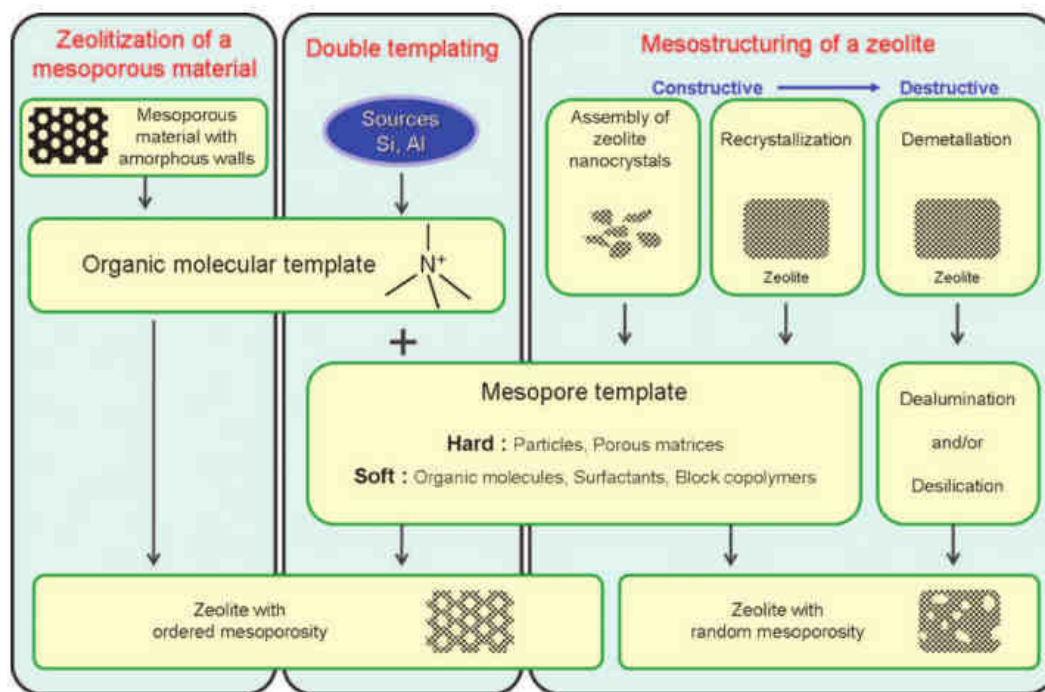 Zeolitization of a
mesoporous material
Mesoporous
material with
amorphous walls
Double templating
Sources
Si, Al
Organic molecular template
N+
+
Mesostructuring of a zeolite
Constructive
Destructive
Assembly of
zeolite
nanocrystals
Recrystallization
Zeolite
Demetallation
Zeolite
Mesopore template
Hard : Particles, Porous matrices
Soft : Organic molecules, Surfactants, Block copolymers
Dealumination
and/or
Desilication
Zeolite with
ordered mesoporosity
Zeolite with
random mesoporosity